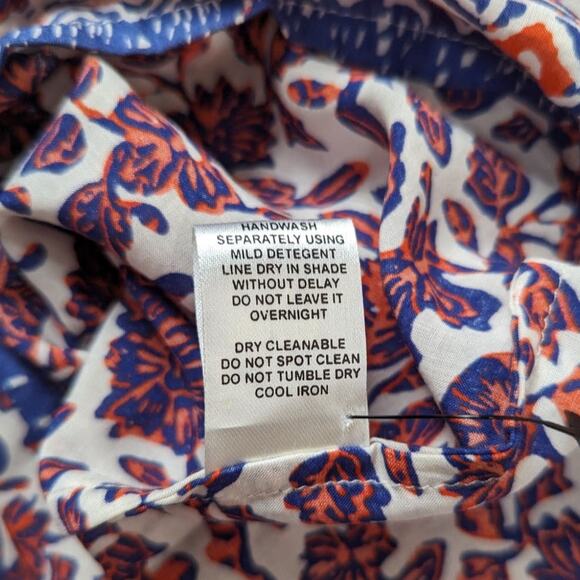 HANDWASH
SEPARATELY USING
MILD DETEGENT
LINE DRY IN SHADE
WITHOUT DELAY
DO NOT LEAVE IT
OVERNIGHT
DRY CLEANABLE
DO NOT SPOT CLEAN
DO NOT TUMBLE DRY
COOL IRON